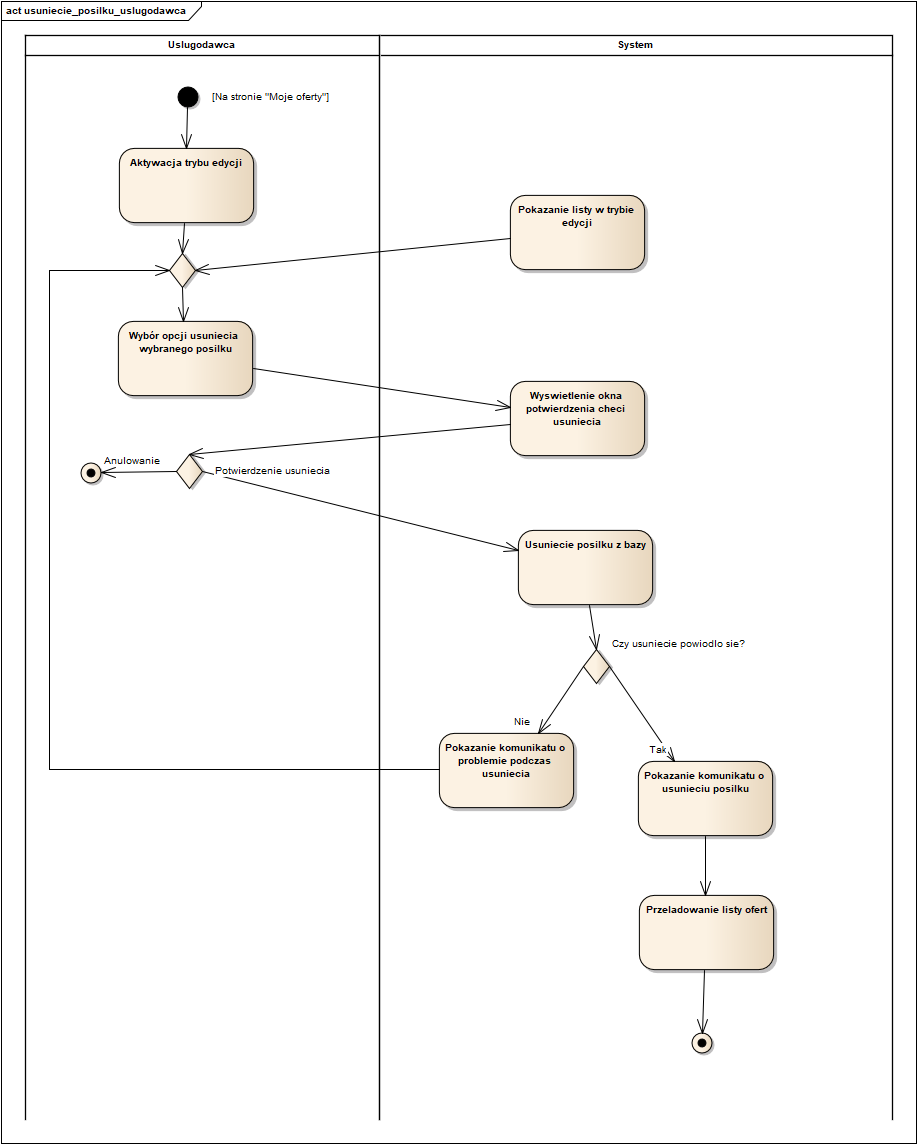 act usuniecie_posilku_uslugodawca
Uslugodawca
System
[Na stronie "Moje oferty"]
Aktywacja trybu edycji
Pokazanie listy w trybie
edycji
Wybór opcji usuniecia
wybranego posilku
Wyswietlenie okna
potwierdzenia checi
usuniecia
Anulowanie
Potwierdzenie usuniecia
Usuniecie posilku z bazy
Czy usuniecie powiodlo sie?
Nie
Tak
Pokazanie komunikatu o
problemie podczas
usuniecia
Pokazanie komunikatu o
usunieciu posilku
Przeladowanie listy ofert